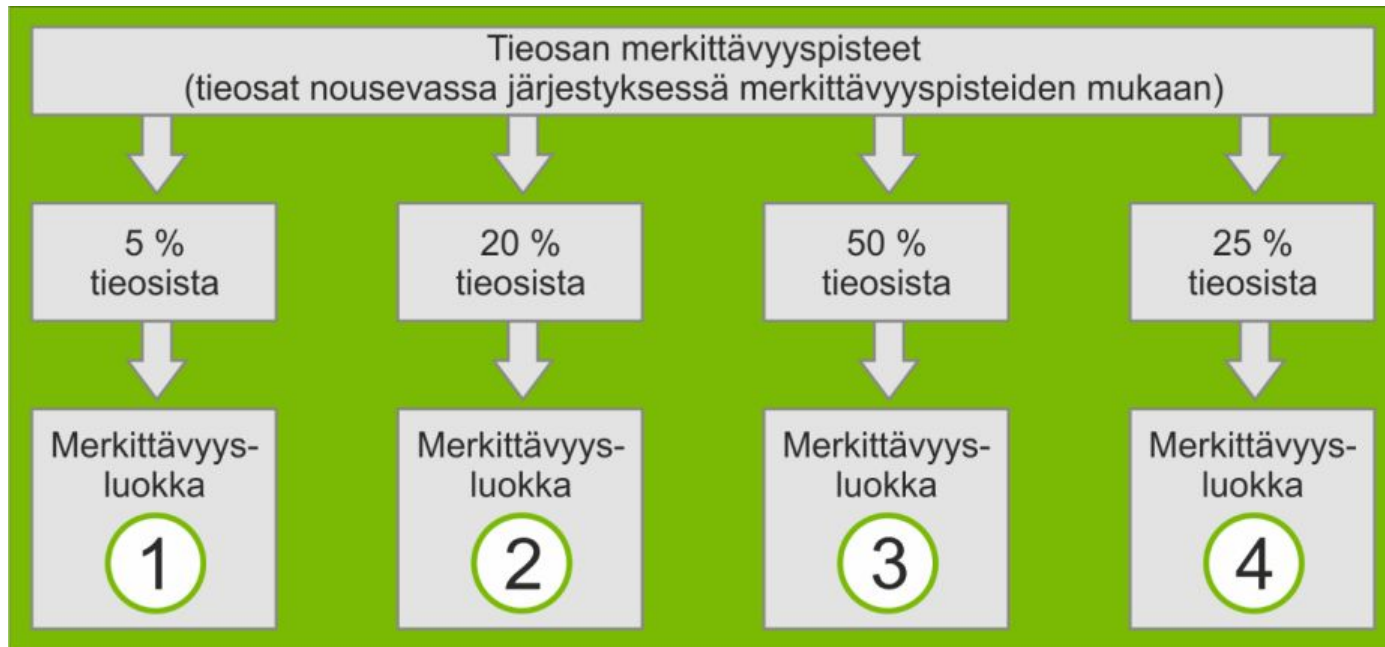 Tieosan merkittävyyspisteet
(tieosat nousevassa järjestyksessä merkittävyyspisteiden mukaan)
5 %
tieosista
20 %
tieosista
50 %
tieosista
25 %
tieosista
Merkittävyys-
luokka
1
Merkittävyys-
luokka
2
Merkittävyys-
luokka
3
Merkittävyys-
luokka
4